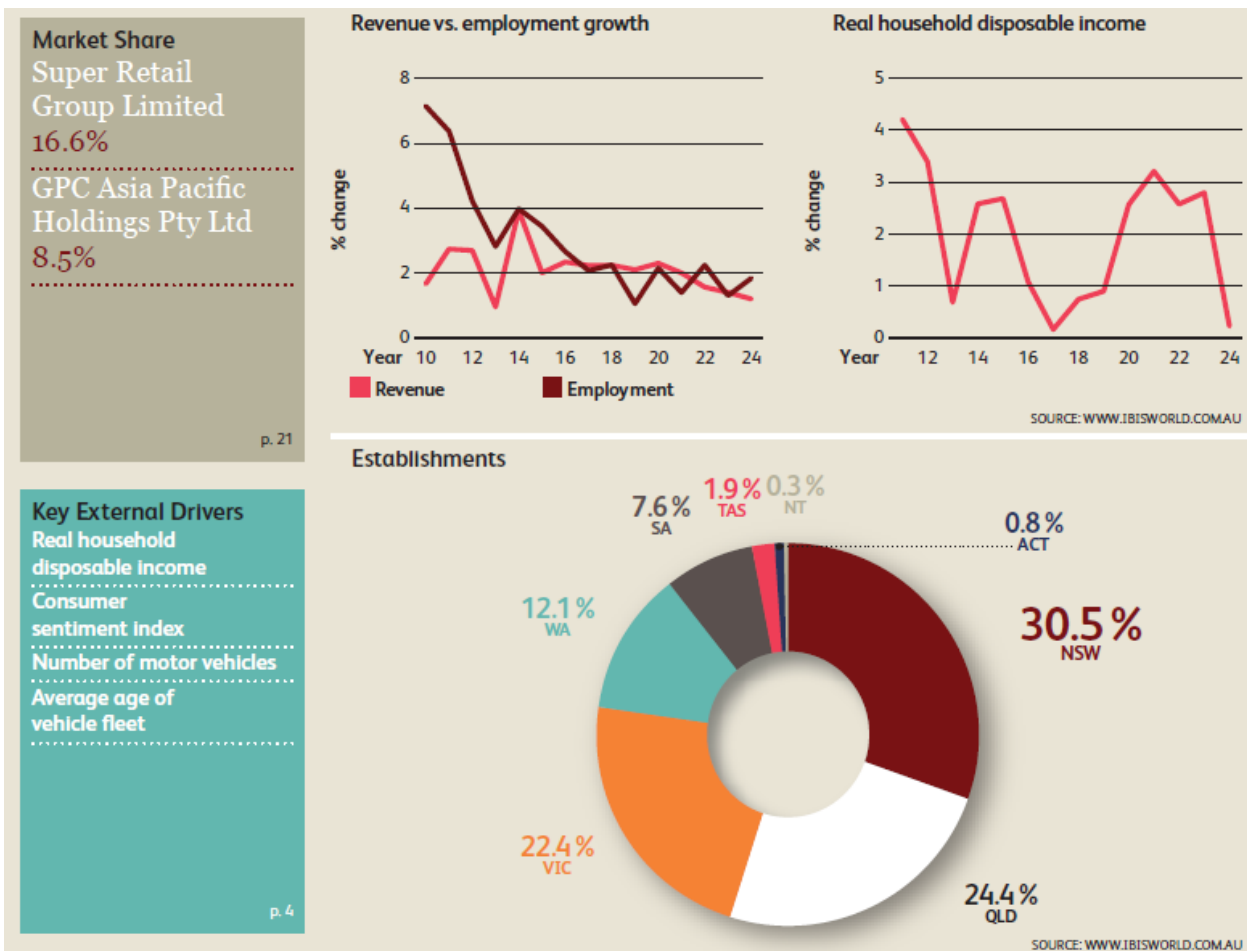 Market Share
Super Retail
Group Limited
16.6%
GPC Asia Pacific
Holdings Pty Ltd
8.5%
p. 21
Key External Drivers
Real household
disposable income
Consumer
sentiment index
Number of motor vehicles
Average age of
vehicle fleet
p. 4
Revenue vs. employment growth
% change
8
6
4
2
0
Year 10 12 14 16 18 20 22 24
Revenue Employment
Real household disposable income
% change
5
4
3
2
1
0
Year 12 14 16 18 20 22 24
SOURCE: WWW.IBISWORLD.COM.AU
Establishments
7.6%
SA
1.9%
TAS
0.3%
NT
0.8%
ACT
12.1%
WA
30.5%
NSW
22.4%
VIC
24.4%
QLD
SOURCE: WWW.IBISWORLD.COM.AU